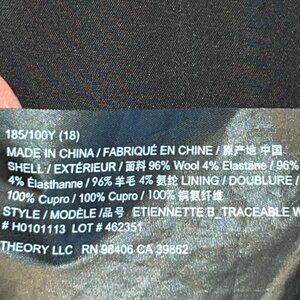 185/100Y (18)
MADE IN CHINA / FABRIQUÉ EN CHINE / 原产地 中国
SHELL / EXTÉRIEUR / 面料 96% Wool 4% Elastane / 96%
4% Élasthanne / 96% 羊毛 4% 氨纶 LINING / DOUBLURE /
100% Cupro / 100% Cupro / 100% 铜氨纤维
STYLE / MODÈLE / 品号 ETIENNETTE B_TRACEABLE W
# H0101113 LOT # 462351
THEORY LLC RN 98406 CA 39862